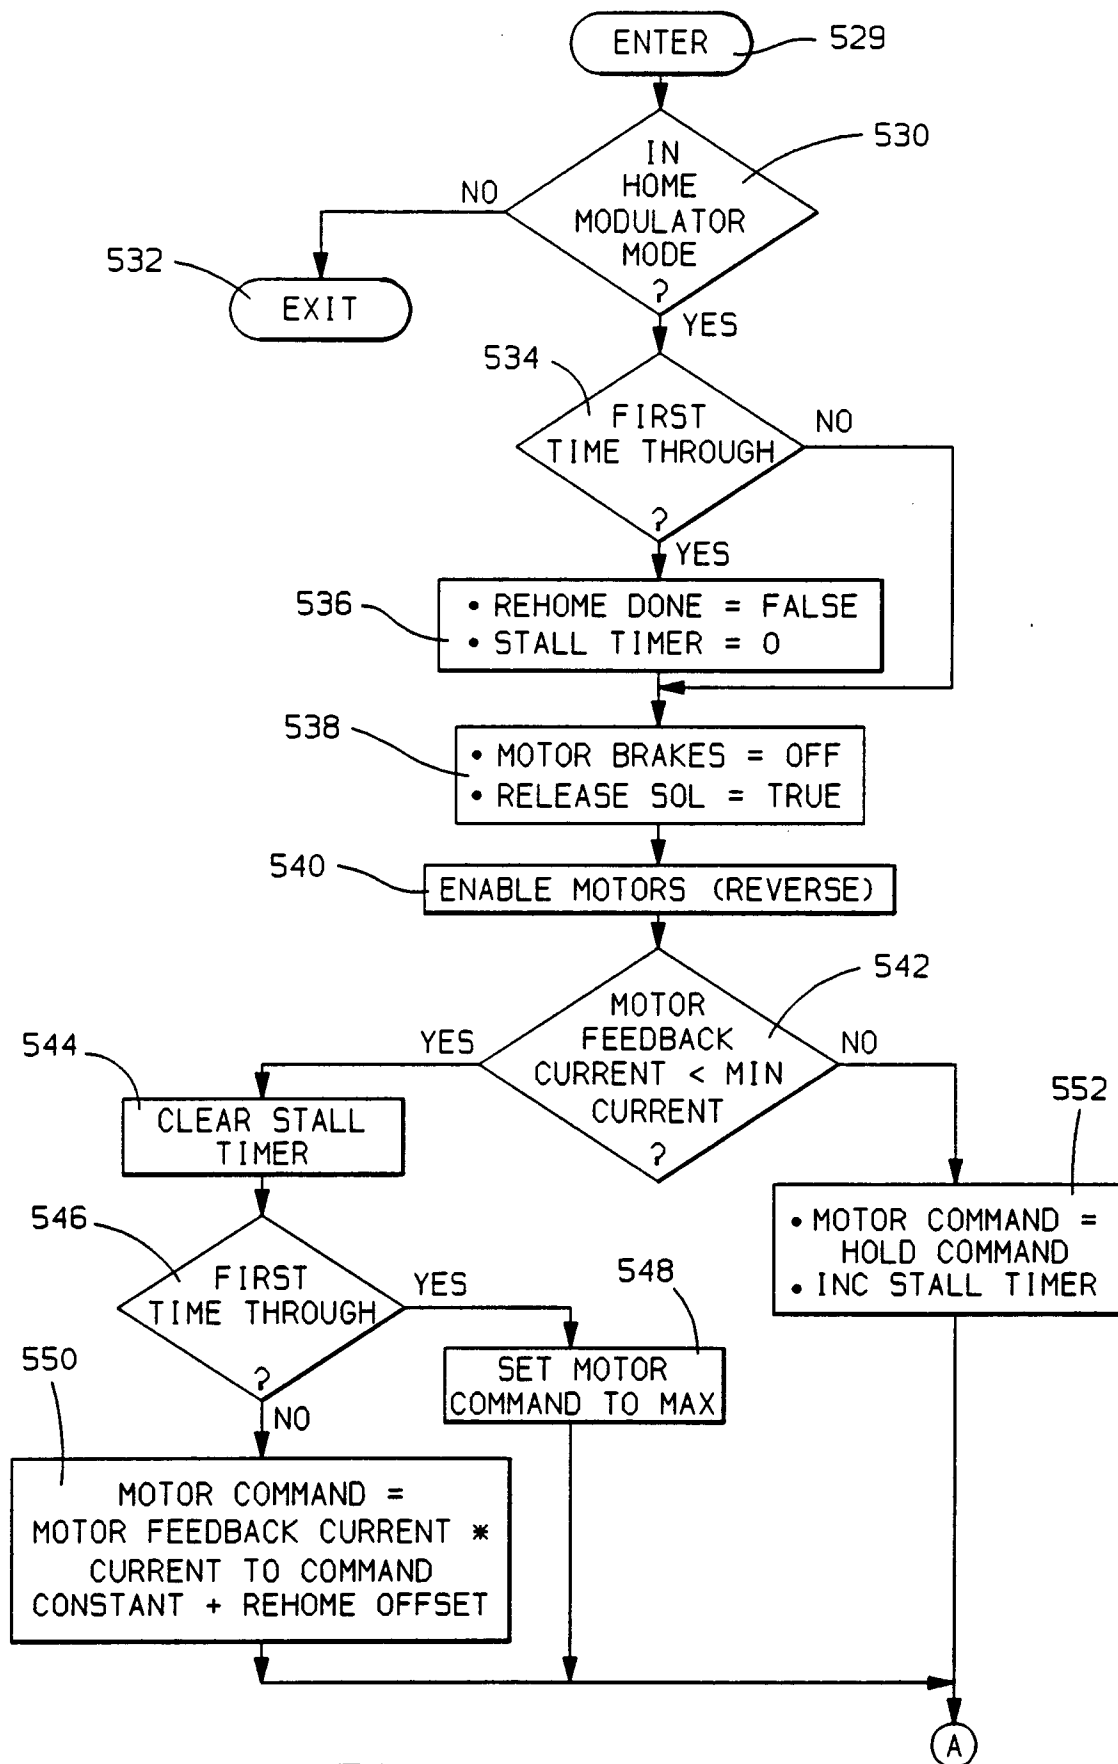 ENTER
529
530
IN
HOME
MODULATOR
MODE
?
NO
532
EXIT
YES
534
FIRST
TIME THROUGH
?
NO
YES
536
• REHOME DONE = FALSE
• STALL TIMER = 0
538
• MOTOR BRAKES = OFF
• RELEASE SOL = TRUE
540
ENABLE MOTORS (REVERSE)
542
MOTOR
FEEDBACK
CURRENT < MIN
CURRENT
?
YES
NO
544
CLEAR STALL
TIMER
552
• MOTOR COMMAND =
HOLD COMMAND
• INC STALL TIMER
546
FIRST
TIME THROUGH
?
YES
548
SET MOTOR
COMMAND TO MAX
NO
550
MOTOR COMMAND =
MOTOR FEEDBACK CURRENT *
CURRENT TO COMMAND
CONSTANT + REHOME OFFSET
A